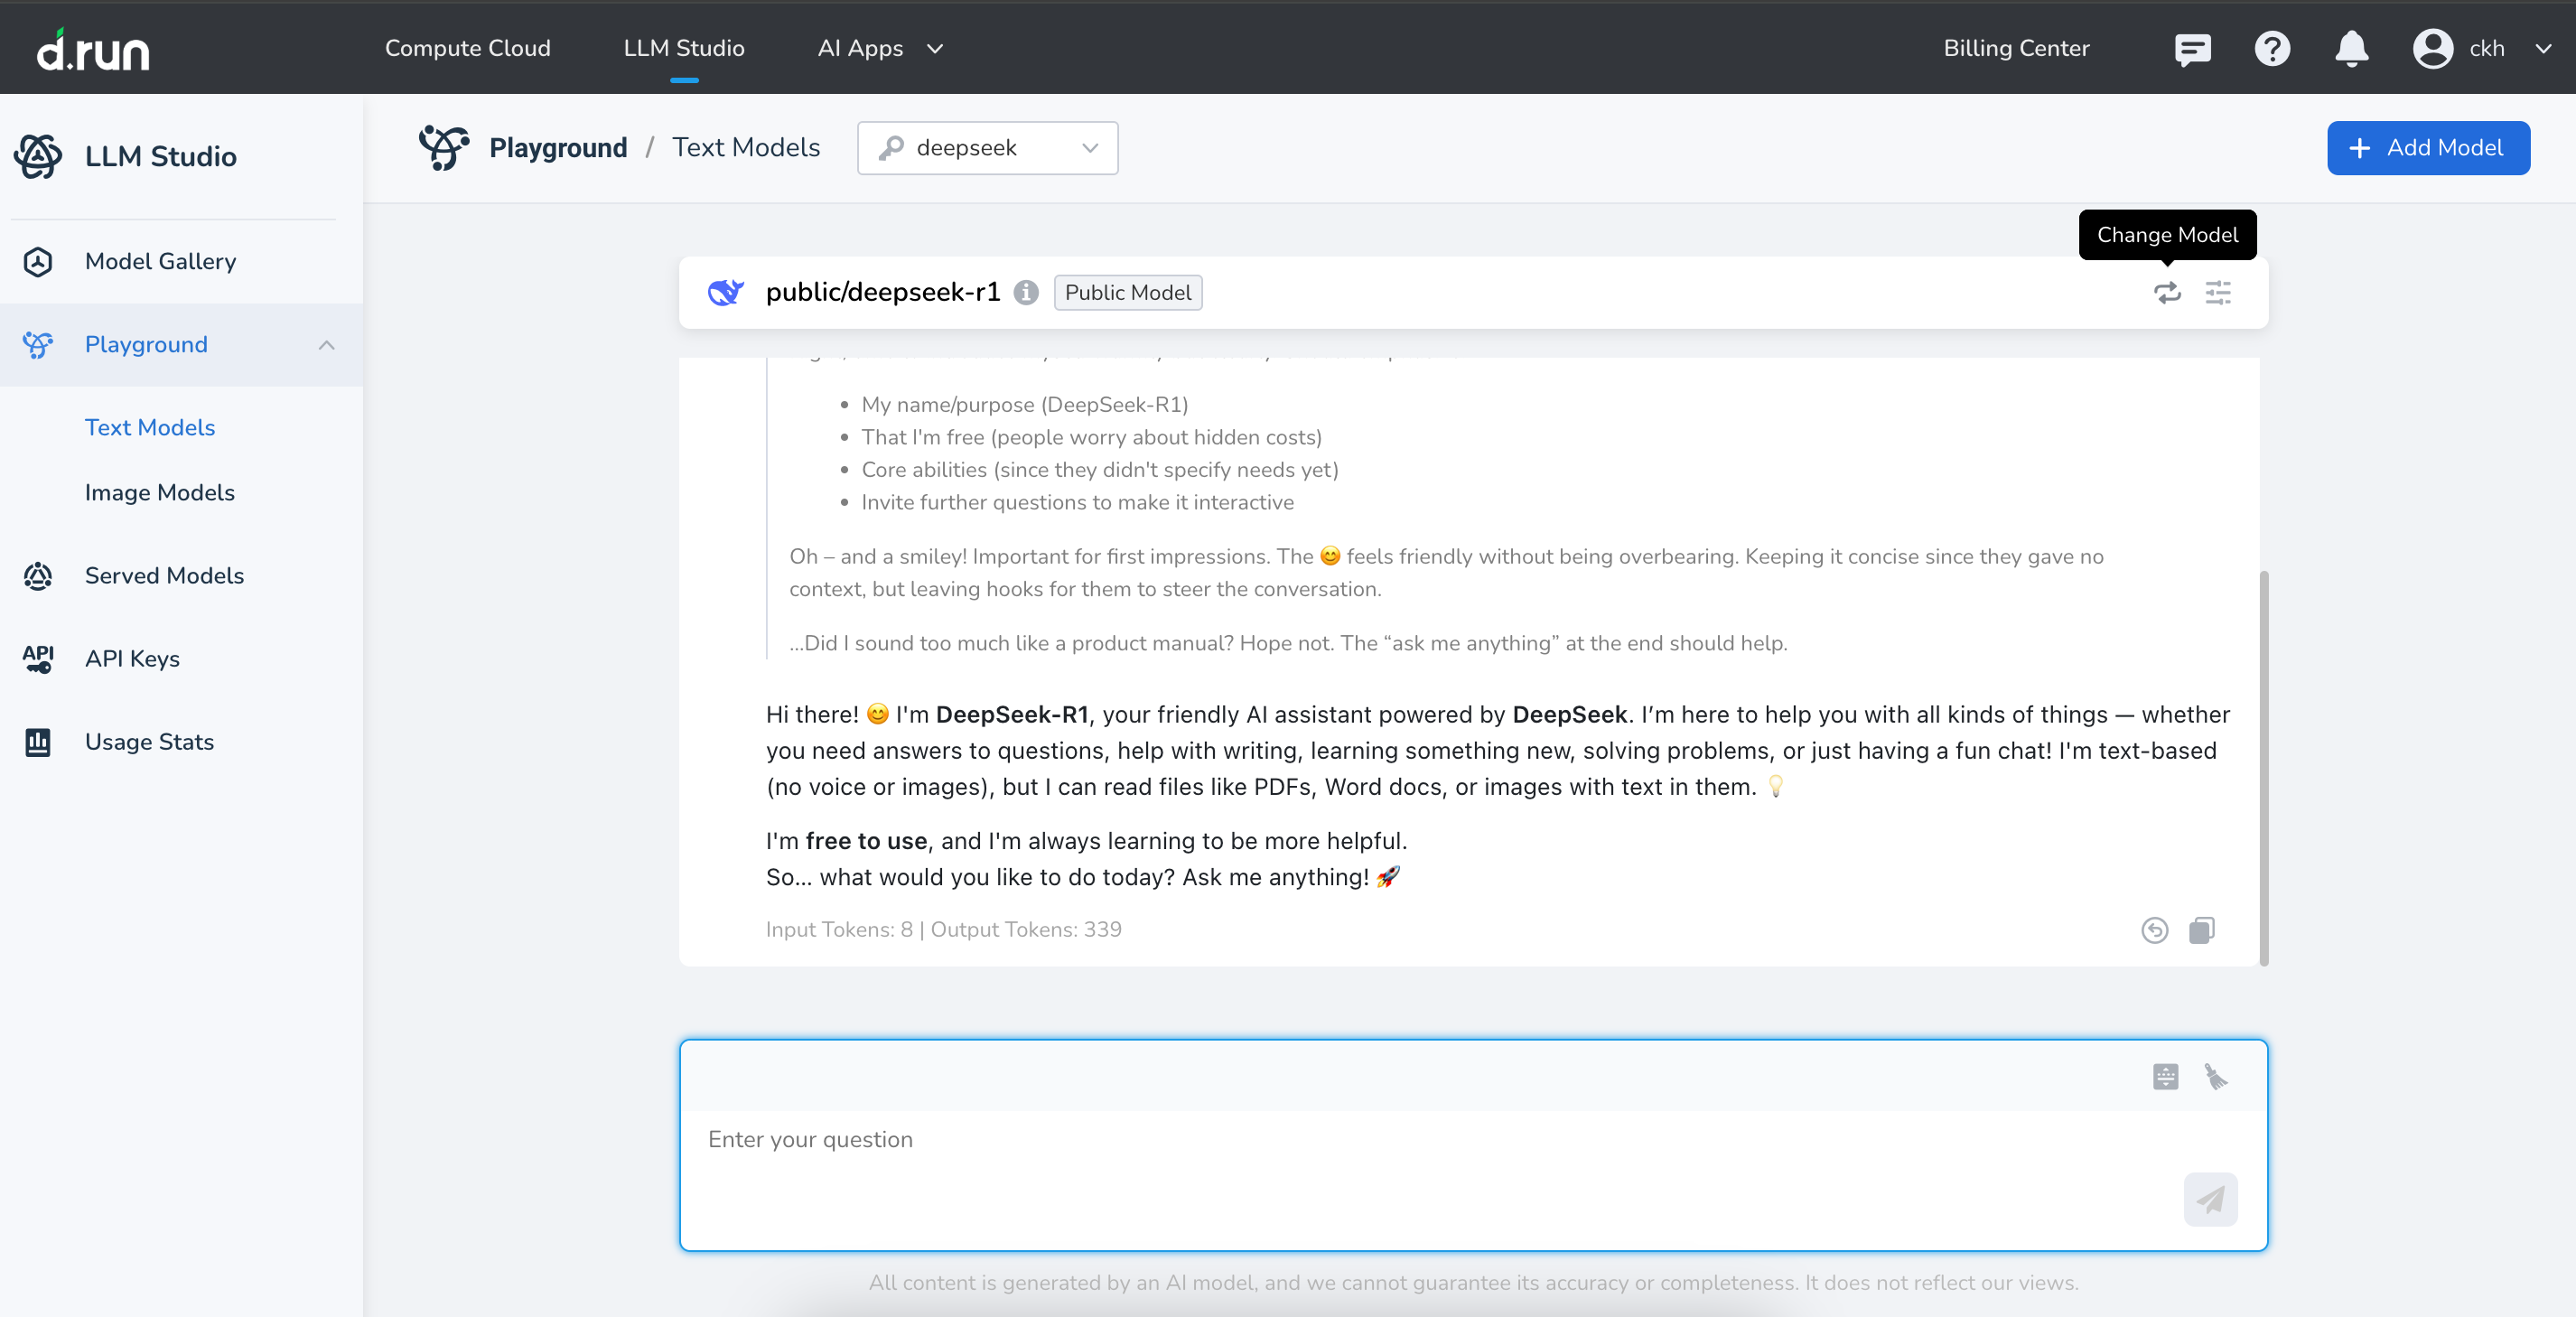 d.run
Compute Cloud
LLM Studio
AI Apps
Billing Center
ckh
LLM Studio
Model Gallery
Playground
Text Models
Image Models
Served Models
API
API Keys
Usage Stats
Playground / Text Models
deepseek
+ Add Model
Change Model
public/deepseek-r1
Public Model
• My name/purpose (DeepSeek-R1)
• That I'm free (people worry about hidden costs)
• Core abilities (since they didn't specify needs yet)
• Invite further questions to make it interactive
Oh – and a smiley! Important for first impressions. The 😊 feels friendly without being overbearing. Keeping it concise since they gave no
context, but leaving hooks for them to steer the conversation.
...Did I sound too much like a product manual? Hope not. The “ask me anything” at the end should help.
Hi there! 😊 I'm DeepSeek-R1, your friendly AI assistant powered by DeepSeek. I’m here to help you with all kinds of things — whether
you need answers to questions, help with writing, learning something new, solving problems, or just having a fun chat! I'm text-based
(no voice or images), but I can read files like PDFs, Word docs, or images with text in them. 💡
I'm free to use, and I'm always learning to be more helpful.
So... what would you like to do today? Ask me anything! 🚀
Input Tokens: 8 | Output Tokens: 339
Enter your question
All content is generated by an AI model, and we cannot guarantee its accuracy or completeness. It does not reflect our views.